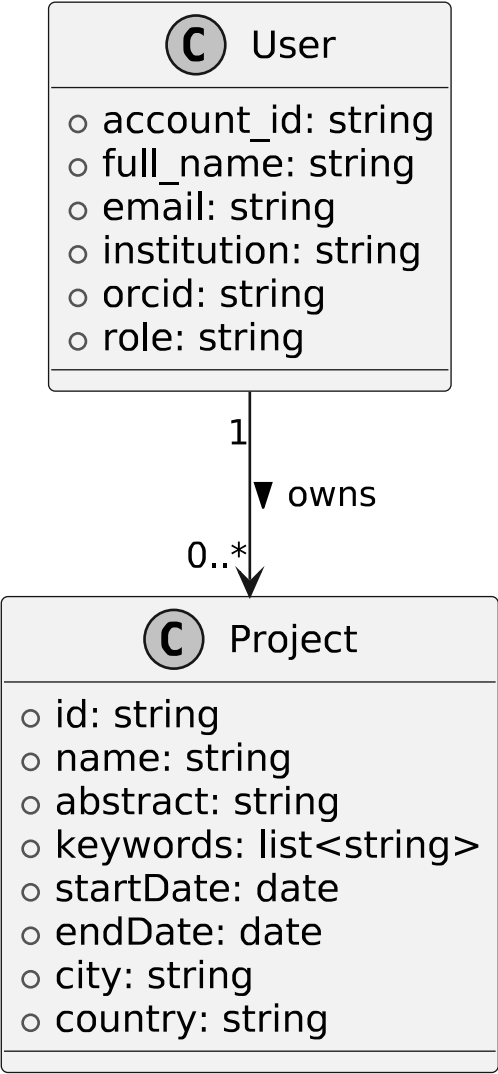 C User
account_id: string
full_name: string
email: string
institution: string
orcid: string
role: string
1
owns
0..*
C Project
id: string
name: string
abstract: string
keywords: list<string>
startDate: date
endDate: date
city: string
country: string